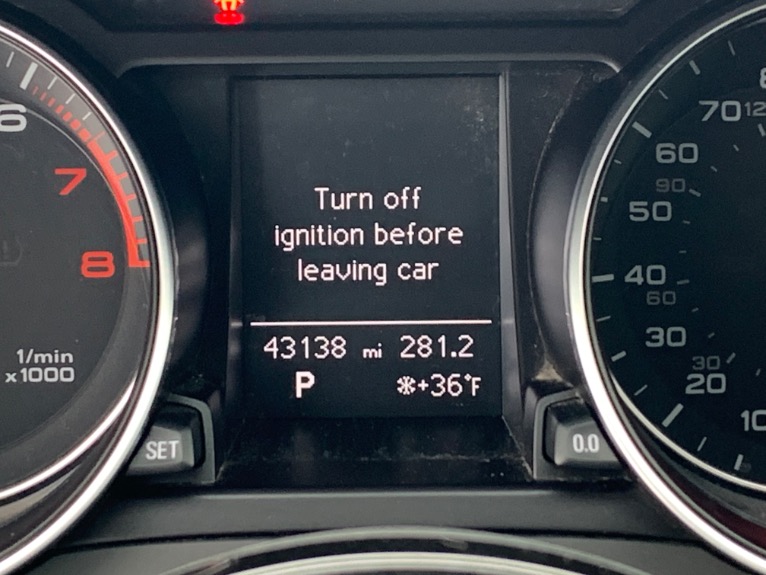 Turn off
ignition before
leaving car
43138 mi 281.2
P ❄+36°F
6
7
8
1/min
x1000
SET
0.0
70
60
90
50
40
60
30
30
20
10